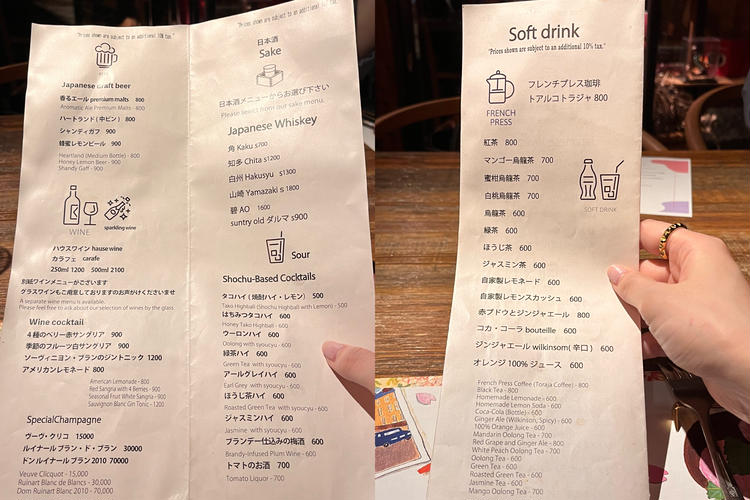 "Prices shown are subject to an additional 10% tax."
Japanese craft beer
香るエール premium malts 800
Aromatic Ale Premium Malts - 800
ハートランド(中ビン) 800
シャンディガフ 900
蜂蜜レモンビール 900
Heartland (Medium Bottle) - 800
Honey Lemon Beer - 900
Shandy Gaff - 900
WINE
sparkling wine
ハウスワイン hause wine
カラフェ carafe
250ml 1200 500ml 2100
別紙ワインメニューがございます
グラスワインもご用意しておりますのでお声がけくださいませ
A separate wine menu is available.
Please feel free to ask about our selection of wines by the glass.
Wine cocktail
4種のベリー赤サングリア 900
季節のフルーツ白サングリア 900
ソーヴィニヨン・ブランのジントニック 1200
アメリカンレモネード 800
American Lemonade - 800
Red Sangria with 4 Berries - 900
Seasonal Fruit White Sangria - 900
Sauvignon Blanc Gin Tonic - 1200
SpecialChampagne
ヴーヴ・クリコ 15000
ルイナール ブラン・ド・ブラン 30000
ドン ルイナール ブラン 2010 70000
Veuve Clicquot - 15,000
Ruinart Blanc de Blancs - 30,000
Dom Ruinart Blanc 2010 - 70,000
"Prices shown are subject to an additional 10% tax."
日本酒
Sake
日本酒メニューからお選び下さい
Please select from our sake menu.
Japanese Whiskey
角 Kaku s700
知多 Chita s1200
白州 Hakusyu s1300
山崎 Yamazaki s 1800
碧 AO 1600
suntry old ダルマ s900
Sour
Shochu-Based Cocktails
タコハイ(焼酎ハイ・レモン) 500
Tako Highball (Shochu Highball with Lemon) - 500
はちみつタコハイ 600
Honey Tako Highball - 600
ウーロンハイ 600
Oolong with syoucyu - 600
緑茶ハイ 600
Green Tea with syoucyu - 600
アールグレイハイ 600
Earl Grey with syoucyu - 600
ほうじ茶ハイ 600
Roasted Green Tea with syoucyu - 600
ジャスミンハイ 600
Jasmine with syoucyu - 600
ブランデー仕込みの梅酒 600
Brandy-Infused Plum Wine - 600
トマトのお酒 700
Tomato Liquor - 700
Soft drink
"Prices shown are subject to an additional 10% tax."
FRENCH
PRESS
フレンチプレス珈琲
トアルコトラジャ 800
紅茶 800
マンゴー烏龍茶 700
蜜柑烏龍茶 700
白桃烏龍茶 700
烏龍茶 600
緑茶 600
ほうじ茶 600
ジャスミン茶 600
自家製レモネード 600
自家製レモンスカッシュ 600
赤ブドウとジンジャエール 800
コカ・コーラ bouteille 600
ジンジャエール wilkinsom(辛口) 600
オレンジ 100% ジュース 600
SOFT DRINK
French Press Coffee (Toraja Coffee) - 800
Black Tea - 800
Homemade Lemonade - 600
Homemade Lemon Soda - 600
Coca-Cola (Bottle) - 600
Ginger Ale (Wilkinson, Spicy) - 600
100% Orange Juice - 600
Mandarin Oolong Tea - 700
Red Grape and Ginger Ale - 800
White Peach Oolong Tea - 700
Oolong Tea - 600
Green Tea - 600
Roasted Green Tea - 600
Jasmine Tea - 600
Mango Oolong Tea - 700